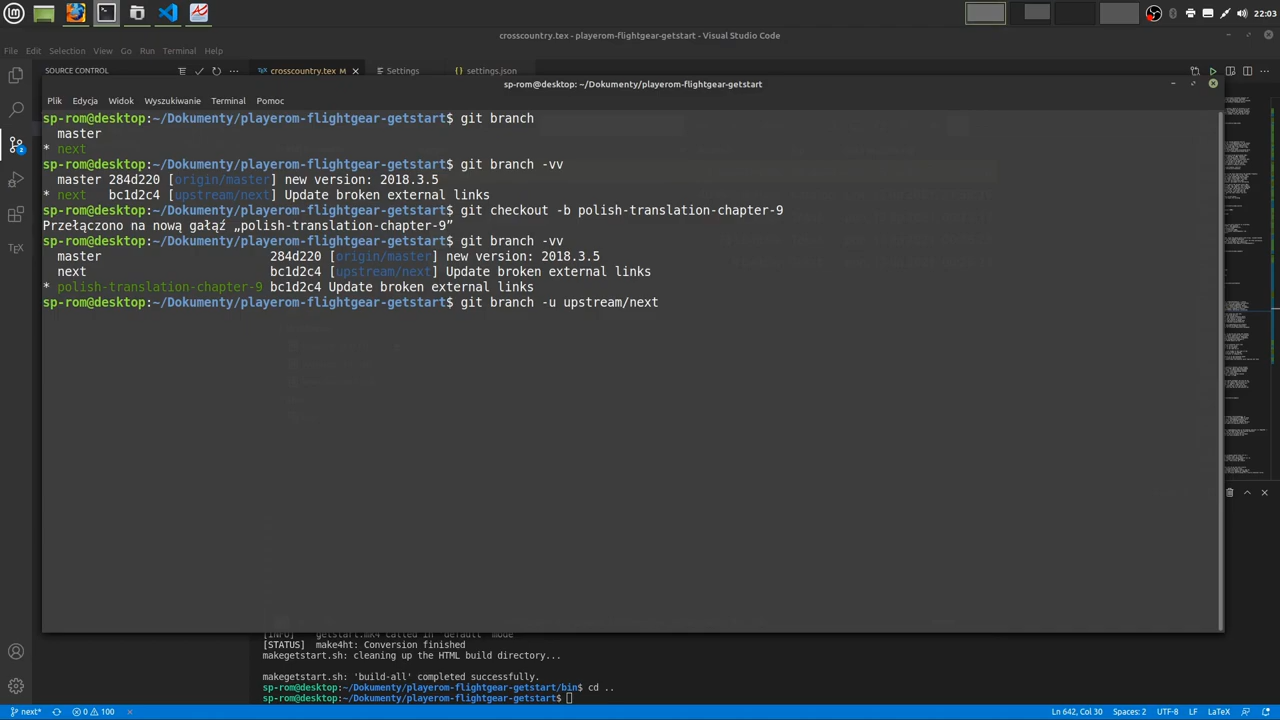 22:03
crosscountry.tex - playerom-flightgear-getstart - Visual Studio Code
File Edit Selection View Go Run Terminal Help
SOURCE CONTROL
crosscountry.tex M
Settings
settings.json
sp-rom@desktop: ~/Dokumenty/playerom-flightgear-getstart
Plik Edycja Widok Wyszukiwanie Terminal Pomoc
sp-rom@desktop:~/Dokumenty/playerom-flightgear-getstart$ git branch
master
* next
sp-rom@desktop:~/Dokumenty/playerom-flightgear-getstart$ git branch -vv
master 284d220 [origin/master] new version: 2018.3.5
* next bc1d2c4 [upstream/next] Update broken external links
sp-rom@desktop:~/Dokumenty/playerom-flightgear-getstart$ git checkout -b polish-translation-chapter-9
Przełączono na nową gałąź „polish-translation-chapter-9”
sp-rom@desktop:~/Dokumenty/playerom-flightgear-getstart$ git branch -vv
master 284d220 [origin/master] new version: 2018.3.5
next bc1d2c4 [upstream/next] Update broken external links
* polish-translation-chapter-9 bc1d2c4 Update broken external links
sp-rom@desktop:~/Dokumenty/playerom-flightgear-getstart$ git branch -u upstream/next
[INFO] getstart.mk4 called in default mode
[STATUS] make4ht: Conversion finished
makegetstart.sh: cleaning up the HTML build directory...
makegetstart.sh: 'build-all' completed successfully.
sp-rom@desktop:~/Dokumenty/playerom-flightgear-getstart/bin$ cd ..
sp-rom@desktop:~/Dokumenty/playerom-flightgear-getstart$
next* 0 100 Ln 642, Col 30 Spaces: 2 UTF-8 LF LaTeX